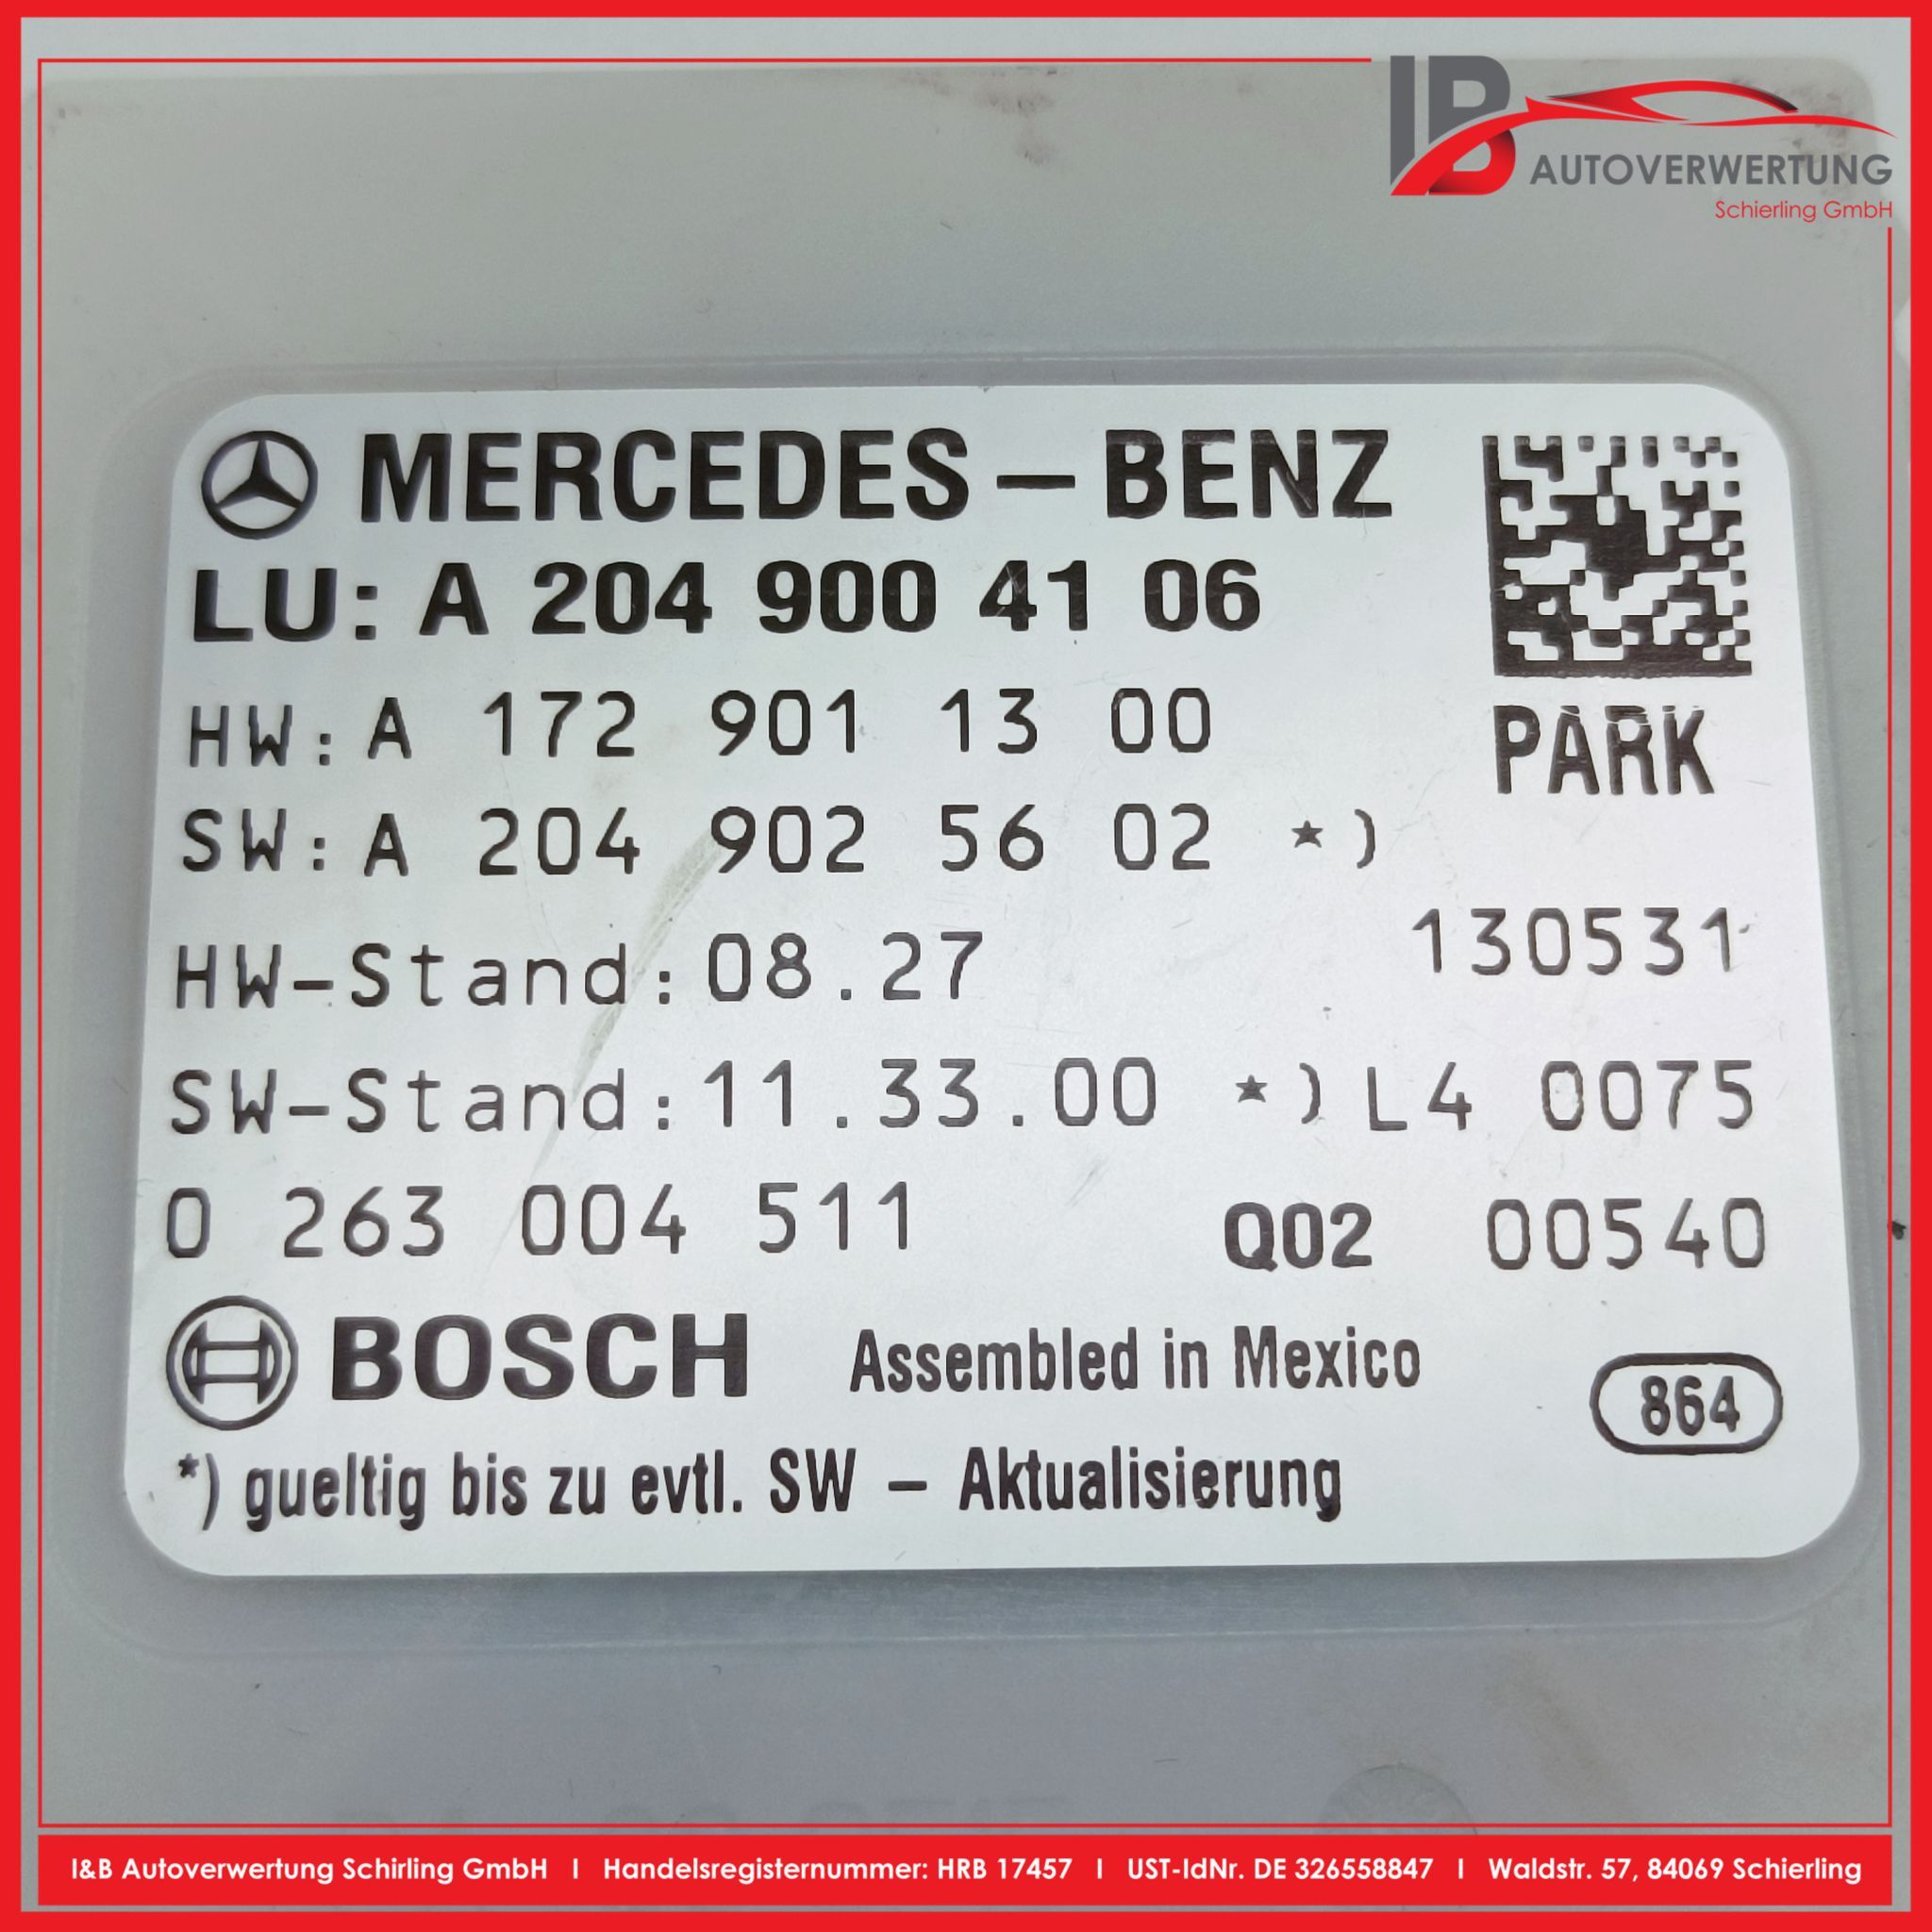 IB AUTOVERWERTUNG
Schierling GmbH
MERCEDES-BENZ
LU: A 204 900 41 06
HW: A 172 901 13 00
PARK
SW: A 204 902 56 02 *)
HW-Stand: 08.27 130531
SW-Stand: 11.33.00 *) L4 0075
0 263 004 511 Q02 00540
BOSCH Assembled in Mexico
864
*) gueltig bis zu evtl. SW - Aktualisierung
I&B Autoverwertung Schirling GmbH I Handelsregisternummer: HRB 17457 I UST-IdNr. DE 326558847 I Waldstr. 57, 84069 Schierling